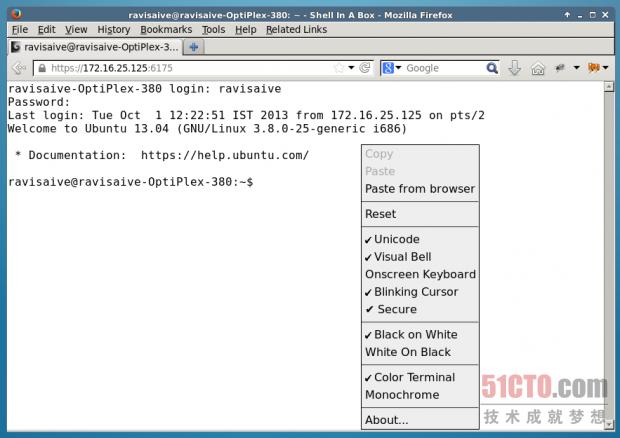 ravisaive@ravisaive-OptiPlex-380: ~ - Shell In A Box - Mozilla Firefox
File Edit View History Bookmarks Tools Help Related Links
ravisaive@ravisaive-OptiPlex-3...
https://172.16.25.125:6175
Google
ravisaive-OptiPlex-380 login: ravisaive
Password:
Last login: Tue Oct  1 12:22:51 IST 2013 from 172.16.25.125 on pts/2
Welcome to Ubuntu 13.04 (GNU/Linux 3.8.0-25-generic i686)
* Documentation:  https://help.ubuntu.com/
ravisaive@ravisaive-OptiPlex-380:~$
Copy
Paste
Paste from browser
Reset
✔ Unicode
✔ Visual Bell
Onscreen Keyboard
✔ Blinking Cursor
✔ Secure
✔ Black on White
White On Black
✔ Color Terminal
Monochrome
About...
51CTO.com
技术成就梦想